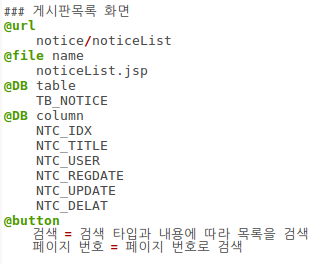 ### 게시판목록 화면
@url
notice/noticeList
@file name
noticeList.jsp
@DB table
TB_NOTICE
@DB column
NTC_IDX
NTC_TITLE
NTC_USER
NTC_REGDATE
NTC_UPDATE
NTC_DELAT
@button
검색 = 검색 타입과 내용에 따라 목록을 검색
페이지 번호 = 페이지 번호로 검색